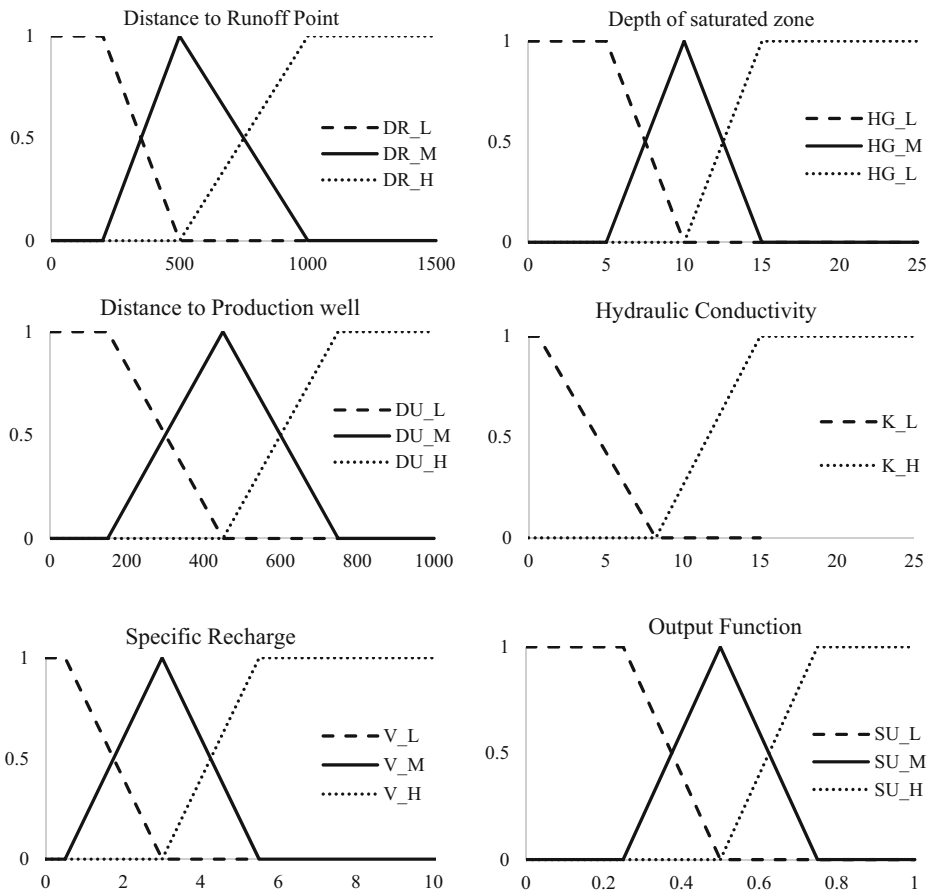 Distance to Runoff Point
1
0.5
0
0 500 1000 1500
DR_L
DR_M
DR_H
Depth of saturated zone
1
0.5
0
0 5 10 15 20 25
HG_L
HG_M
HG_L
Distance to Production well
1
0.5
0
0 200 400 600 800 1000
DU_L
DU_M
DU_H
Hydraulic Conductivity
1
0.5
0
0 5 10 15 20 25
K_L
K_H
Specific Recharge
1
0.5
0
0 2 4 6 8 10
V_L
V_M
V_H
Output Function
1
0.5
0
0 0.2 0.4 0.6 0.8 1
SU_L
SU_M
SU_H